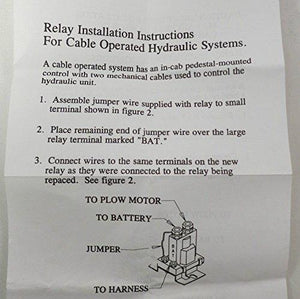 Relay Installation Instructions
For Cable Operated Hydraulic Systems.
A cable operated system has an in-cab pedestal-mounted
control with two mechanical cables used to control the
hydraulic unit.
1. Assemble jumper wire supplied with relay to small
terminal shown in figure 2.
2. Place remaining end of jumper wire over the large
relay terminal marked "BAT."
3. Connect wires to the same terminals on the new
relay as they were connected to the relay being
repaced. See figure 2.
TO PLOW MOTOR
TO BATTERY
JUMPER
TO HARNESS